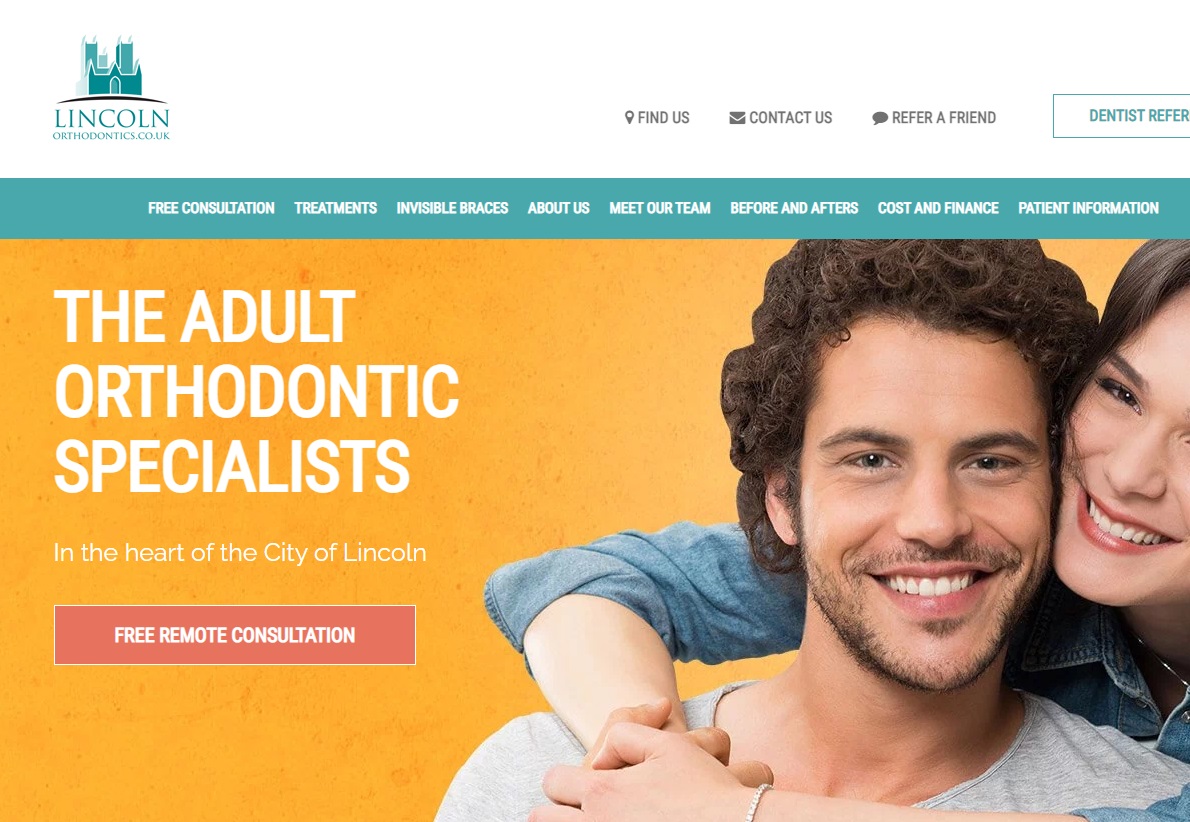 LINCOLN
ORTHODONTICS.CO.UK
FIND US
CONTACT US
REFER A FRIEND
DENTIST REFER
FREE CONSULTATION
TREATMENTS
INVISIBLE BRACES
ABOUT US
MEET OUR TEAM
BEFORE AND AFTERS
COST AND FINANCE
PATIENT INFORMATION
THE ADULT
ORTHODONTIC
SPECIALISTS
In the heart of the City of Lincoln
FREE REMOTE CONSULTATION